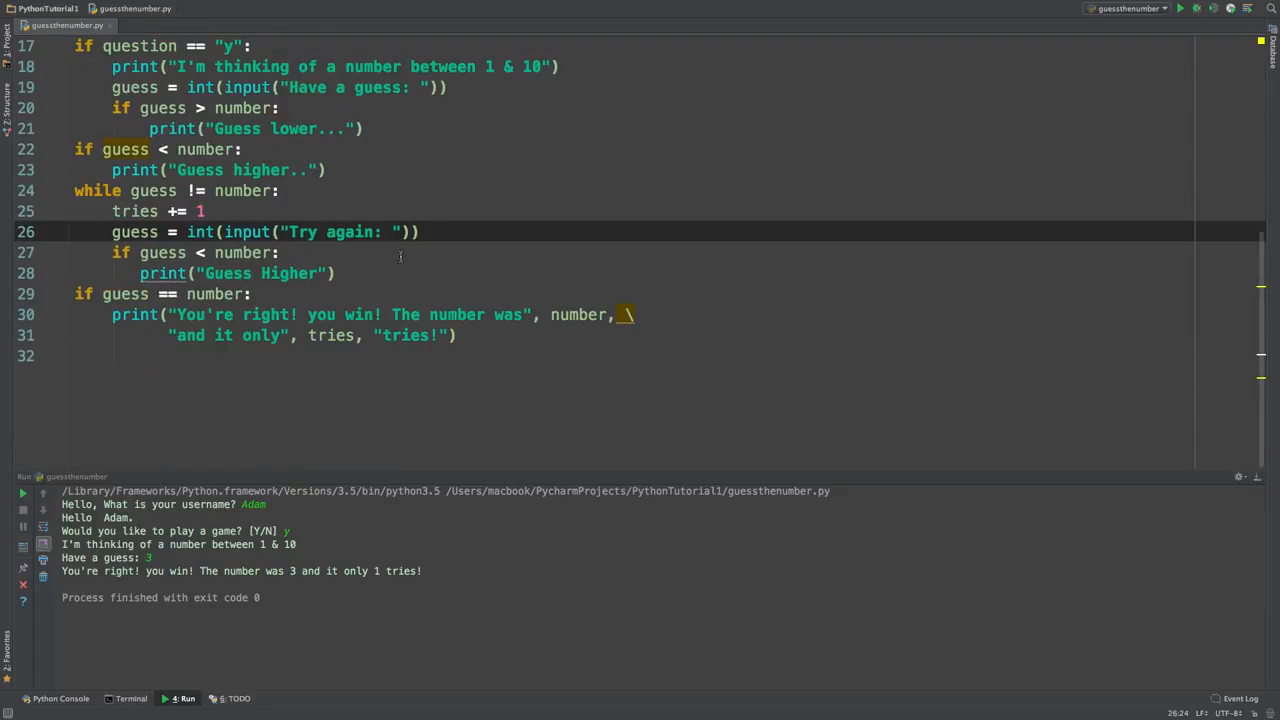 PythonTutorial1 guessthenumber.py guessthenumber
guessthenumber.py
1: Project
Z: Structure
2: Favorites
Database
17 if question == "y":
18 print("I'm thinking of a number between 1 & 10")
19 guess = int(input("Have a guess: "))
20 if guess > number:
21 print("Guess lower...")
22 if guess < number:
23 print("Guess higher..")
24 while guess != number:
25 tries += 1
26 guess = int(input("Try again: "))
27 if guess < number:
28 print("Guess Higher")
29 if guess == number:
30 print("You're right! you win! The number was", number, \
31 "and it only", tries, "tries!")
32
Run guessthenumber
/Library/Frameworks/Python.framework/Versions/3.5/bin/python3.5 /Users/macbook/PycharmProjects/PythonTutorial1/guessthenumber.py
Hello, What is your username? Adam
Hello Adam.
Would you like to play a game? [Y/N] y
I'm thinking of a number between 1 & 10
Have a guess: 3
You're right! you win! The number was 3 and it only 1 tries!
Process finished with exit code 0
Python Console Terminal 4: Run 6: TODO Event Log
26:24 LF÷ UTF-8÷